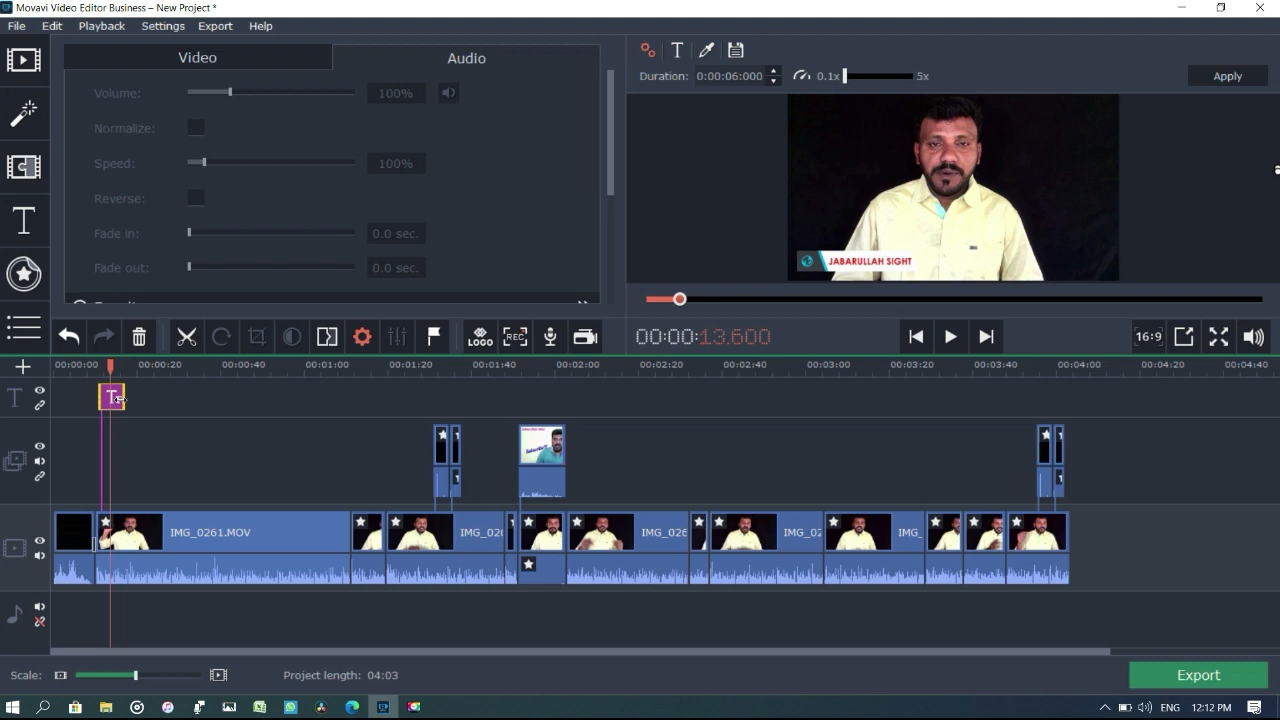 Movavi Video Editor Business – New Project *
File Edit Playback Settings Export Help
Video Audio
Volume: 100%
Normalize:
Speed: 100%
Reverse:
Fade in: 0.0 sec.
Fade out: 0.0 sec.
T
Duration: 0:00:06:000 0.1x 5x Apply
JABARULLAH SIGHT
LOGO REC 00:00:13.600 16:9
00:00:00 00:00:20 00:00:40 00:01:00 00:01:20 00:01:40 00:02:00 00:02:20 00:02:40 00:03:00 00:03:20 00:03:40 00:04:00 00:04:20 00:04:40
T T
IMG_0261.MOV IMG_026 IMG_026 IMG_02 IMG_
Scale: Project length: 04:03 Export
ENG 12:12 PM